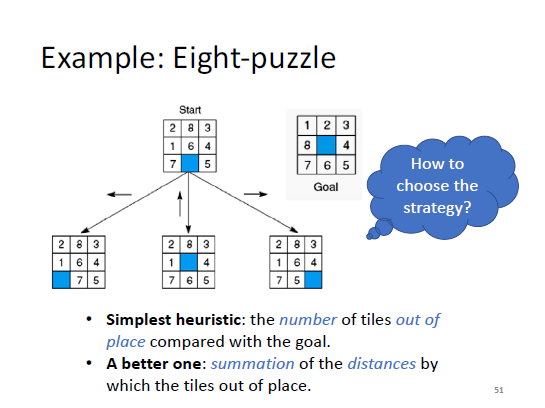 Example: Eight-puzzle
Start
2 8 3
1 6 4
7 5
1 2 3
8 4
7 6 5
Goal
How to
choose the
strategy?
2 8 3
1 6 4
7 5
2 8 3
1 4
7 6 5
2 8 3
1 6 4
7 5
• Simplest heuristic: the number of tiles out of
place compared with the goal.
• A better one: summation of the distances by
which the tiles out of place.
51